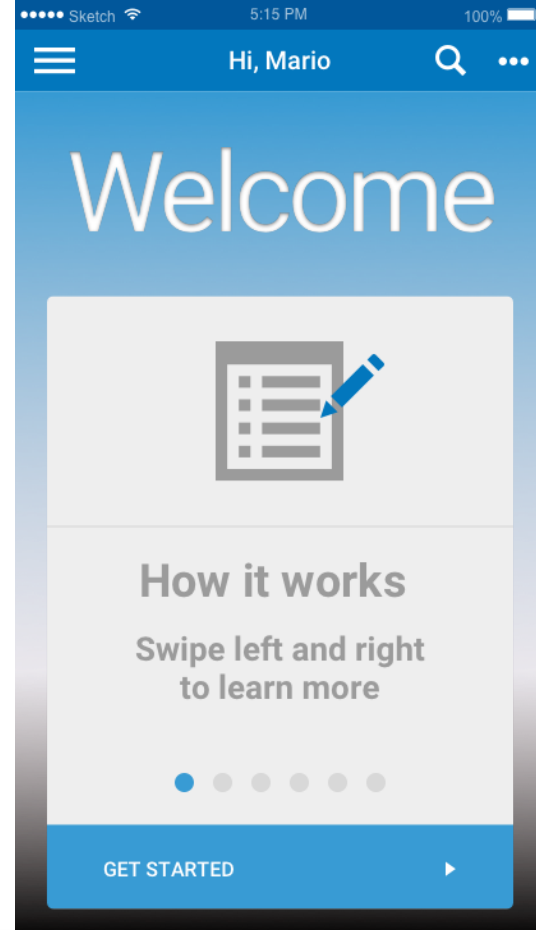 Sketch 5:15 PM 100%
Hi, Mario
Welcome
How it works
Swipe left and right
to learn more
GET STARTED